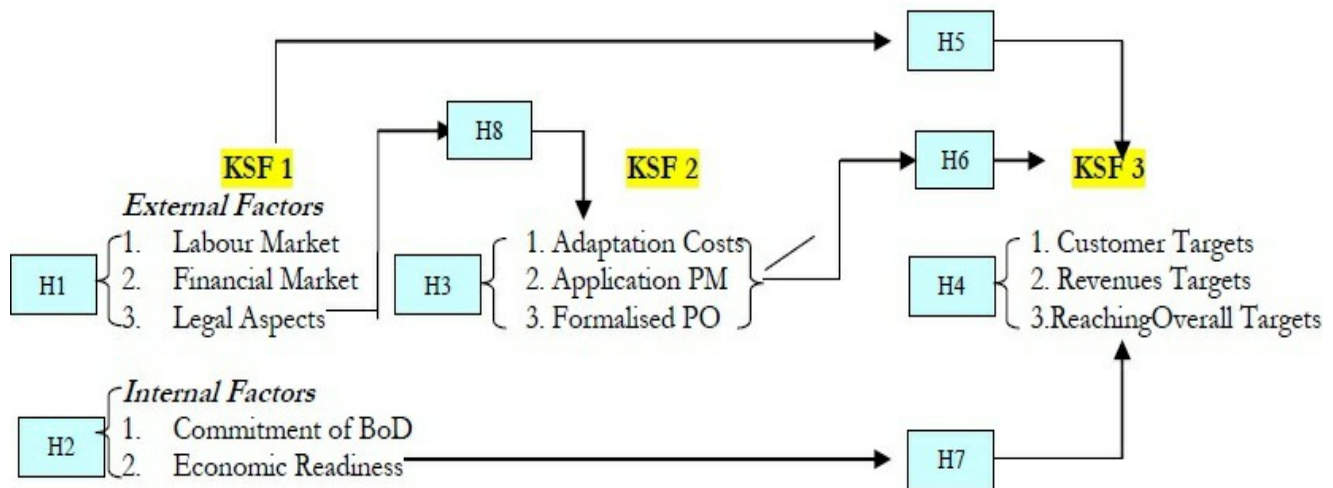 H5
H8
H6
KSF 1
KSF 2
KSF 3
External Factors
1. Labour Market
2. Financial Market
3. Legal Aspects
H1
H3
1. Adaptation Costs
2. Application PM
3. Formalised PO
H4
1. Customer Targets
2. Revenues Targets
3.ReachingOverall Targets
Internal Factors
1. Commitment of BoD
2. Economic Readiness
H2
H7